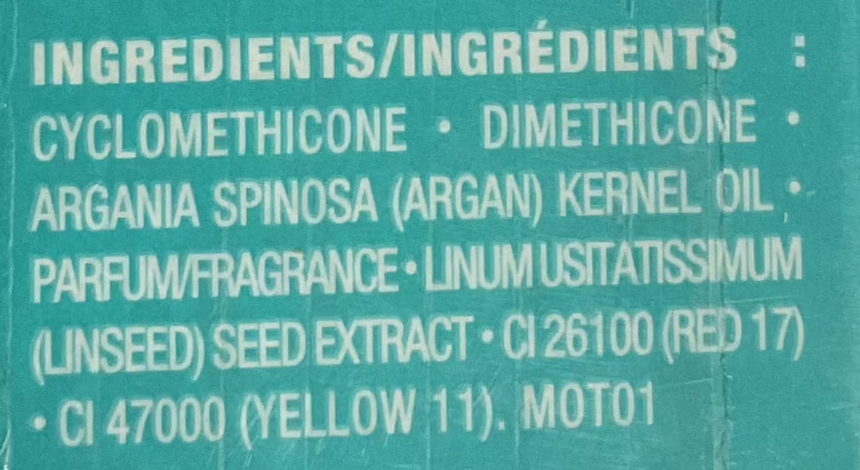 INGREDIENTS/INGRÉDIENTS :
CYCLOMETHICONE • DIMETHICONE •
ARGANIA SPINOSA (ARGAN) KERNEL OIL •
PARFUM/FRAGRANCE • LINUM USITATISSIMUM
(LINSEED) SEED EXTRACT • CI 26100 (RED 17)
• CI 47000 (YELLOW 11). MOT01